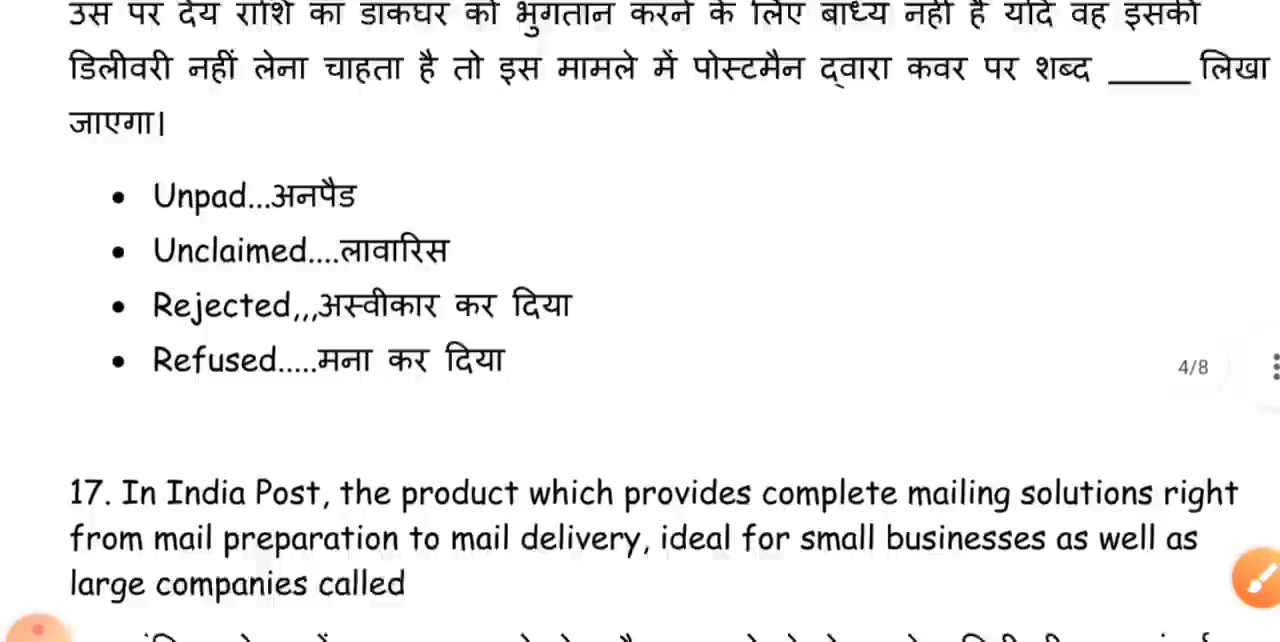 उस पर देय राशि का डाकघर को भुगतान करने के लिए बाध्य नहीं है यदि वह इसकी
डिलीवरी नहीं लेना चाहता है तो इस मामले में पोस्टमैन द्वारा कवर पर शब्द _____ लिखा
जाएगा।
• Unpad...अनपैड
• Unclaimed....लावारिस
• Rejected,,,अस्वीकार कर दिया
• Refused.....मना कर दिया
4/8
17. In India Post, the product which provides complete mailing solutions right
from mail preparation to mail delivery, ideal for small businesses as well as
large companies called